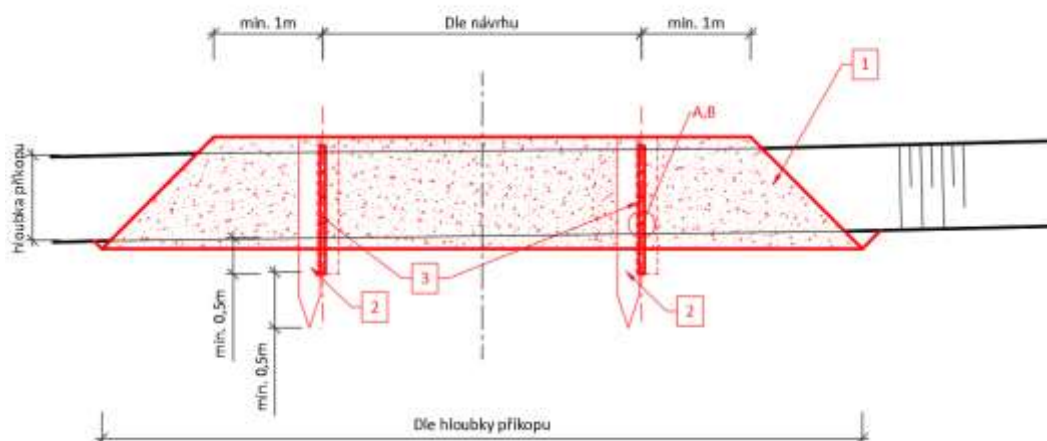 min. 1m
Dle návrhu
min. 1m
1
A,B
hloubka příkopu
3
2
2
min. 0,5m
min. 0,5m
Dle hloubky příkopu